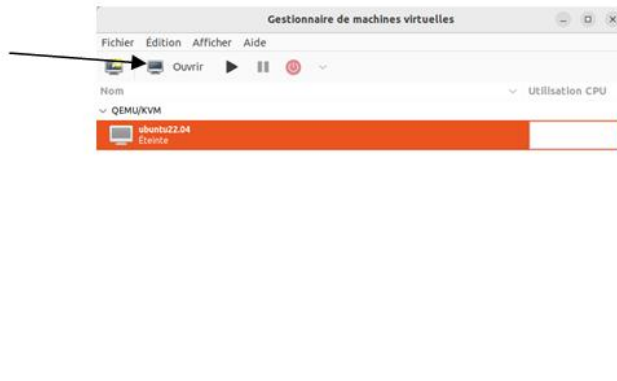 Gestionnaire de machines virtuelles
Fichier Édition Afficher Aide
Ouvrir
Nom Utilisation CPU
QEMU/KVM
ubuntu22.04
Éteinte